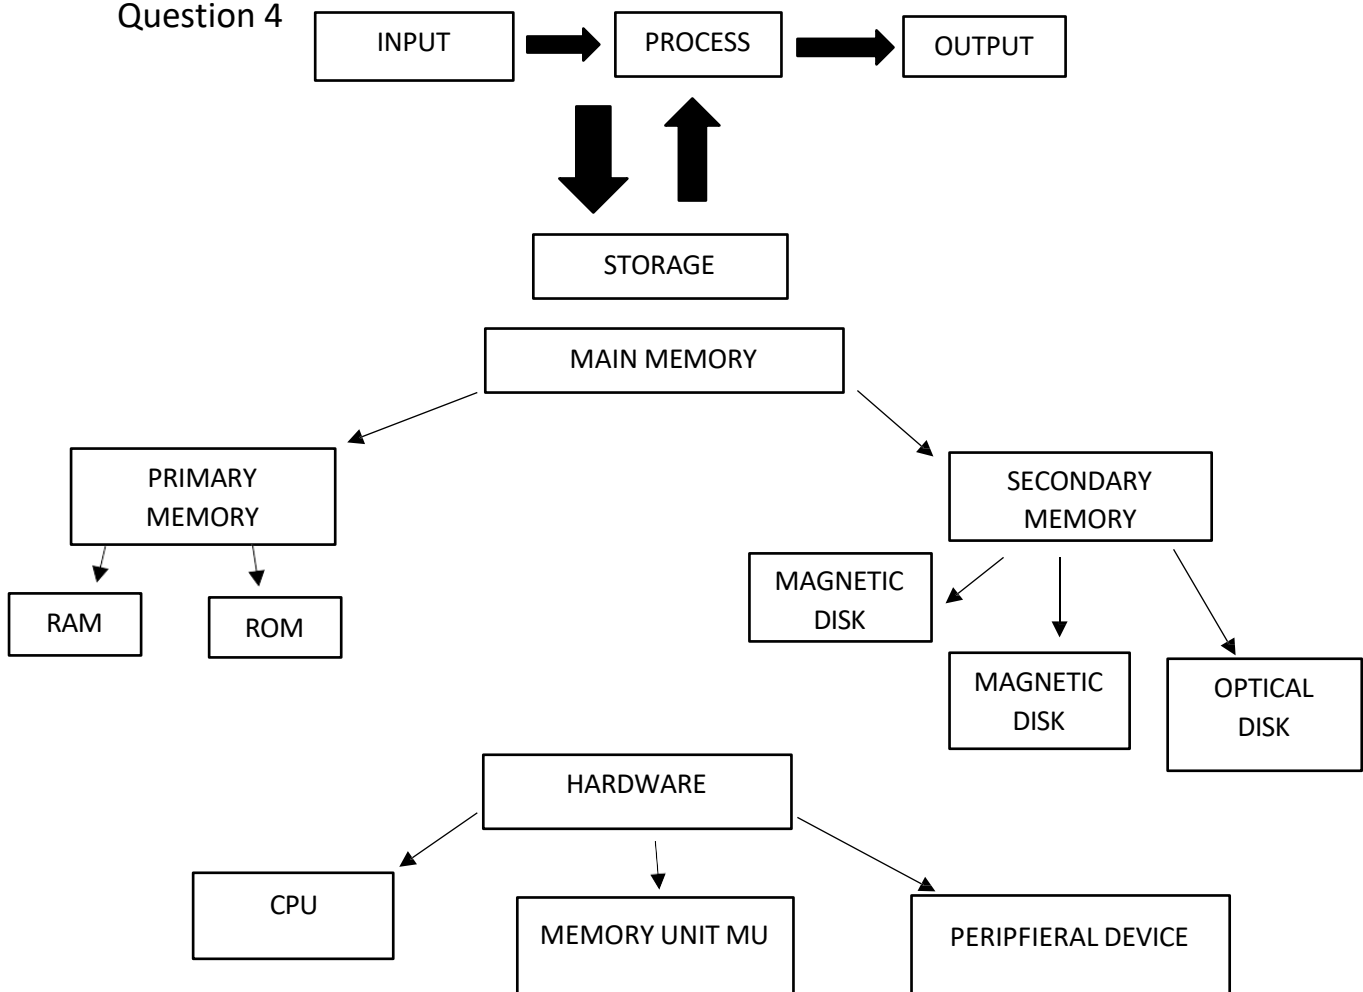 Question 4
INPUT
PROCESS
OUTPUT
STORAGE
MAIN MEMORY
PRIMARY
MEMORY
SECONDARY
MEMORY
RAM
ROM
MAGNETIC
DISK
MAGNETIC
DISK
OPTICAL
DISK
HARDWARE
CPU
MEMORY UNIT MU
PERIPFIERAL DEVICE